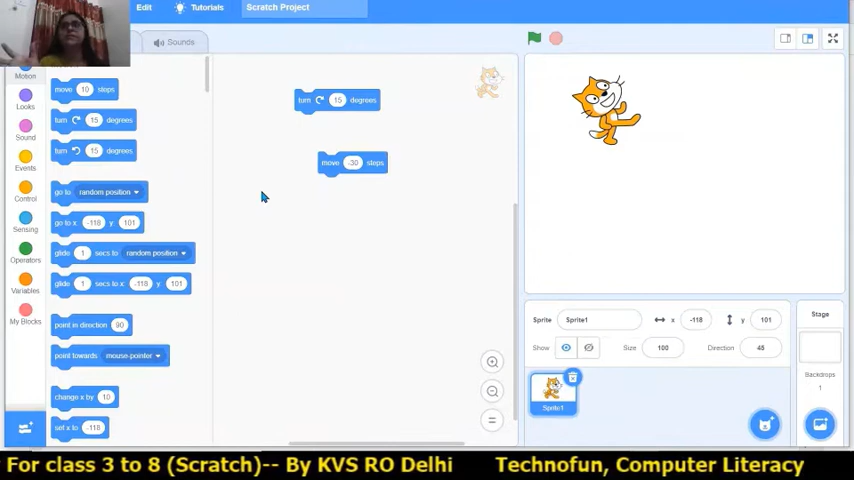 Edit Tutorials Scratch Project
Sounds
Motion
Looks
Sound
Events
Control
Sensing
Operators
Variables
My Blocks
move 10 steps
turn 15 degrees
turn 15 degrees
go to random position
go to x: -118 y: 101
glide 1 secs to random position
glide 1 secs to x: -118 y: 101
point in direction 90
point towards mouse-pointer
change x by 10
set x to -118
turn 15 degrees
move -30 steps
Sprite Sprite1 x -118 y 101
Show Size 100 Direction 45
Sprite1
Stage
Backdrops
1
For class 3 to 8 (Scratch)-- By KVS RO Delhi Technofun, Computer Literacy